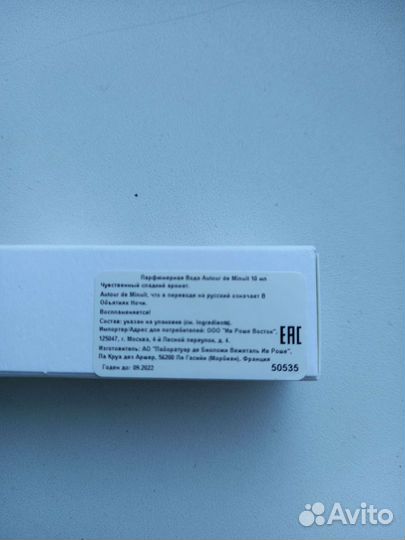 Парфюмерная Вода Autour de Minuit 10 мл
Чувственный сладкий аромат.
Autour de Minuit, что в переводе на русский означает В
Объятиях Ночи.
Воспламеняется!
Состав: указан на упаковке (см. ingredients).
Импортер/Адрес для потребителей: ООО "Ив Роше Восток",
125047, г. Москва, 4-й Лесной переулок, д. 4.
Изготовитель: АО "Лаборатуар де Биоложи Вежеталь Ив Роше",
Ла Круа дез Аршер, 56200 Ла Гасийи (Морбиан), Франция
Годен до: 09.2022
50535
EAC
Avito